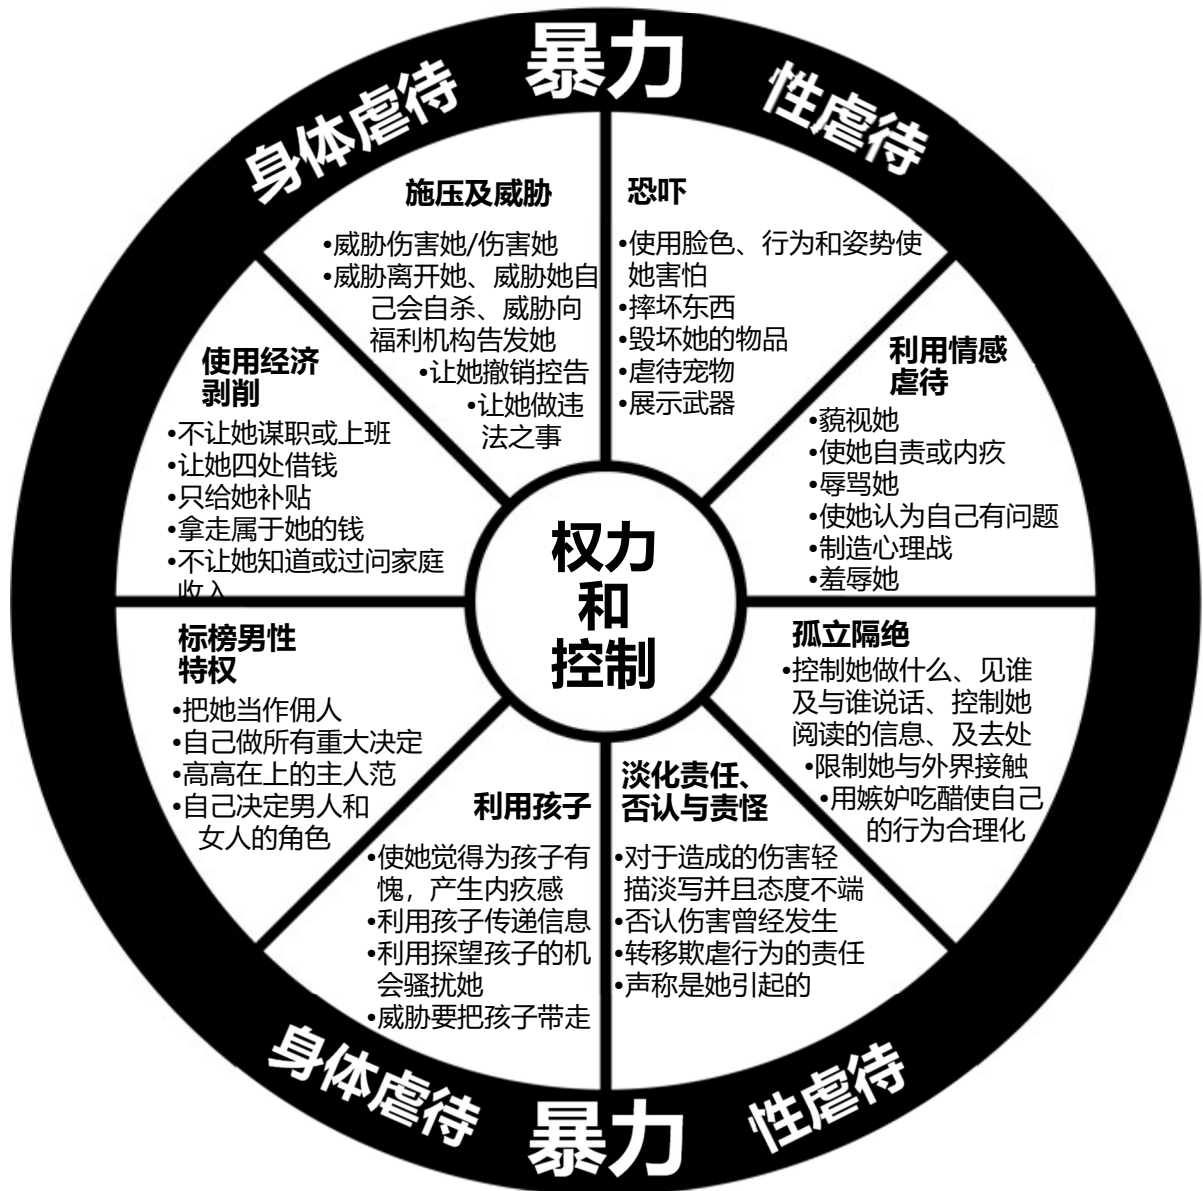 暴力
身体虐待
性虐待
施压及威胁
•威胁伤害她/伤害她
•威胁离开她、威胁她自
己会自杀、威胁向
福利机构告发她
•让她撤销控告
•让她做违
法之事
恐吓
•使用脸色、行为和姿势使
她害怕
•摔坏东西
•毁坏她的物品
•虐待宠物
•展示武器
利用情感
虐待
•藐视她
•使她自责或内疚
•辱骂她
•使她认为自己有问题
•制造心理战
•羞辱她
孤立隔绝
•控制她做什么、见谁
及与谁说话、控制她
阅读的信息、及去处
•限制她与外界接触
•用嫉妒吃醋使自己
的行为合理化
淡化责任、
否认与责怪
•对于造成的伤害轻
描淡写并且态度不端
•否认伤害曾经发生
•转移欺虐行为的责任
•声称是她引起的
利用孩子
•使她觉得为孩子有
愧，产生内疚感
•利用孩子传递信息
•利用探望孩子的机
会骚扰她
•威胁要把孩子带走
标榜男性
特权
•把她当作佣人
•自己做所有重大决定
•高高在上的主人范
•自己决定男人和
女人的角色
使用经济
剥削
•不让她谋职或上班
•让她四处借钱
•只给她补贴
•拿走属于她的钱
•不让她知道或过问家庭
收入
权力
和
控制
身体虐待
暴力
性虐待